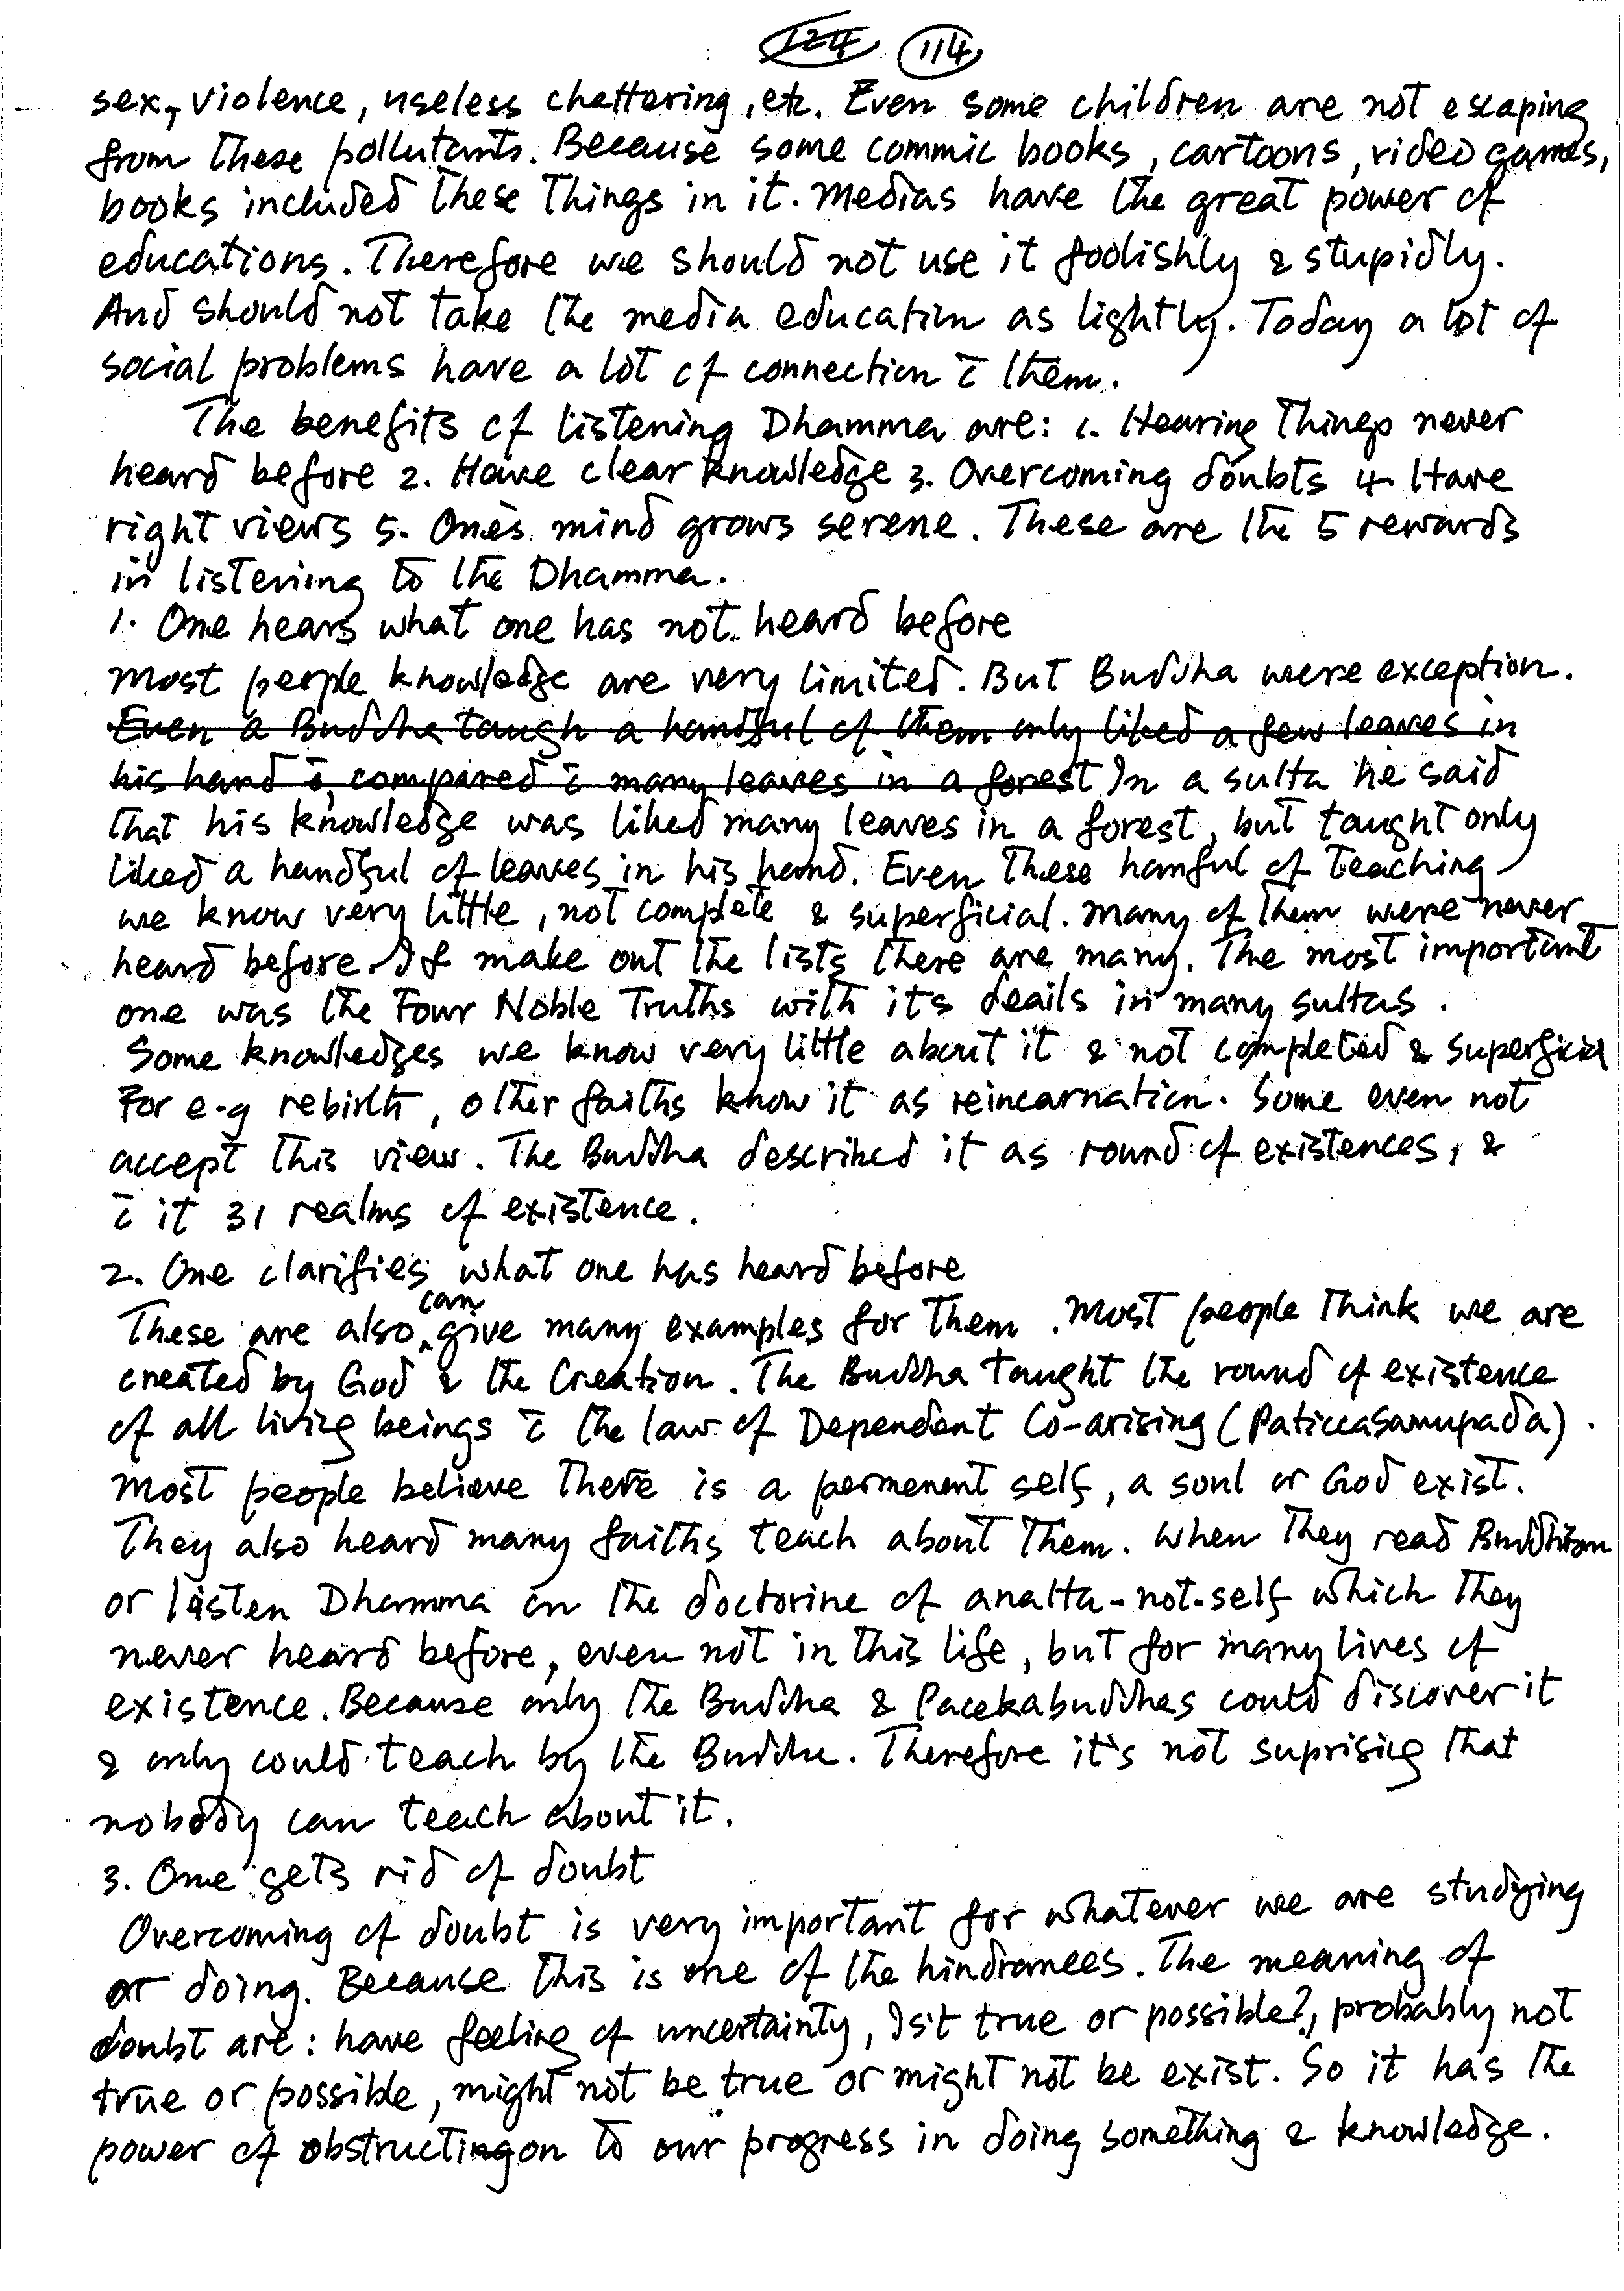 124 114
sex, violence, useless chattering, etc. Even some children are not escaping
from these pollutants. Because some commic books, cartoons, video games,
books included these things in it. Medias have the great power of
educations. Therefore we should not use it foolishly & stupidly.
And should not take the media education as lightly. Today a lot of
social problems have a lot of connection c̄ them.
The benefits of listening Dhamma are: 1. Hearing things never
heard before 2. Have clear knowledge 3. Overcoming doubts 4. Have
right views 5. One's mind grows serene. These are the 5 rewards
in listening to the Dhamma.
1. One hears what one has not heard before
Most people knowledge are very limited. But Buddha were exception.
Even a Buddha taugh a handful of them only liked a few leaves in
his hand c̄, compared c̄ many leaves in a forest In a sutta he said
that his knowledge was liked many leaves in a forest, but taught only
liked a handful of leaves in his hand. Even these hanful of teaching
we know very little, not complete & superficial. Many of them were never
heard before. If make out the lists there are many. The most important
one was the Four Noble Truths with it's deails in many suttas.
Some knowledges we know very little about it & not completed & superficial
For e-g rebirth, other faiths know it as reincarnation. Some even not
accept this view. The Buddha described it as round of existences, &
c̄ it 31 realms of existence.
2. One clarifies what one has heard before
These are also can give many examples for them. Most people think we are
created by God & the Creation. The Buddha taught the round of existence
of all living beings c̄ the law of Dependent Co-arising (Paticcasamupada).
Most people believe there is a permenent self, a soul or God exist.
They also heard many faiths teach about them. When they read Buddhism
or listen Dhamma on the doctorine of anatta-not-self which they
never heard before, even not in this life, but for many lives of
existence. Because only the Buddha & Paccekabuddhas could discover it
& only could teach by the Buddha. Therefore it's not suprising that
nobody can teach about it.
3. One gets rid of doubt
Overcoming of doubt is very important for whatever we are studying
or doing. Because this is one of the hindrances. The meaning of
doubt are: have feeling of uncertainty, Is't true or possible?, probably not
true or possible, might not be true or might not be exist. So it has the
power of obstructingon to our progress in doing something & knowledge.